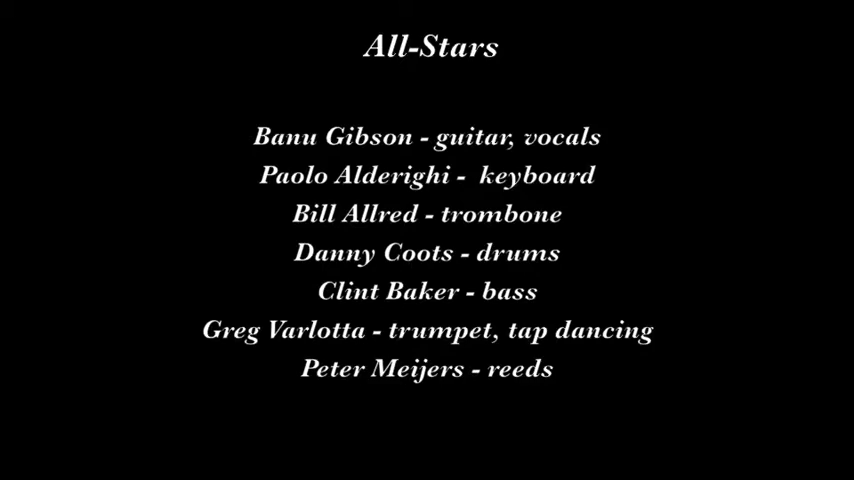 All-Stars
Banu Gibson - guitar, vocals
Paolo Alderighi - keyboard
Bill Allred - trombone
Danny Coots - drums
Clint Baker - bass
Greg Varlotta - trumpet, tap dancing
Peter Meijers - reeds